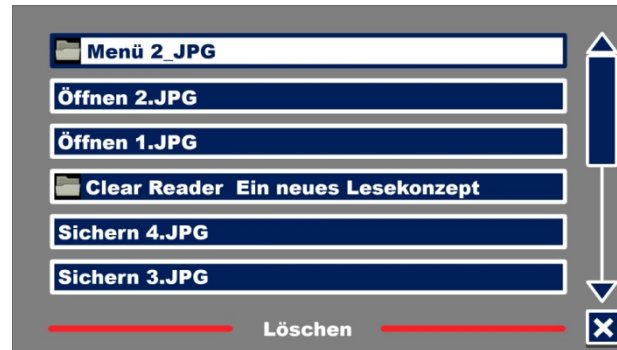 Menü 2_JPG
Öffnen 2.JPG
Öffnen 1.JPG
Clear Reader  Ein neues Lesekonzept
Sichern 4.JPG
Sichern 3.JPG
Löschen